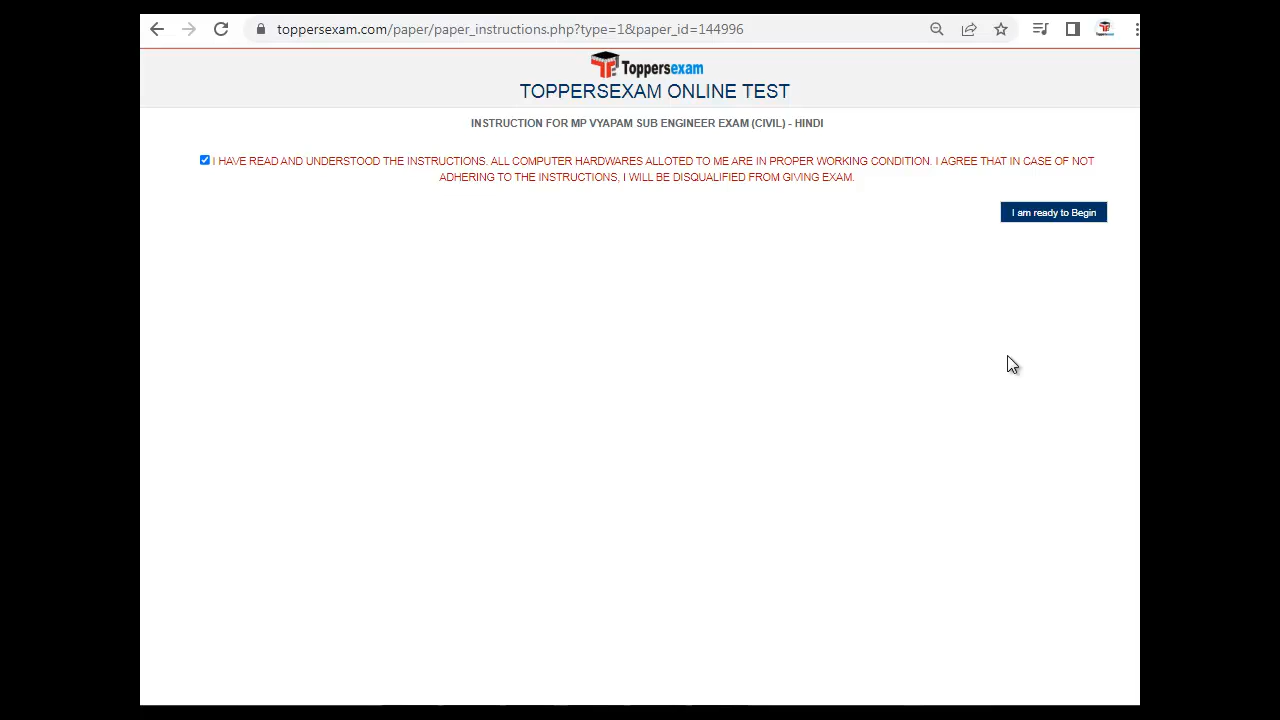 toppersexam.com/paper/paper_instructions.php?type=1&paper_id=144996
Toppersexam
TOPPERSEXAM ONLINE TEST
INSTRUCTION FOR MP VYAPAM SUB ENGINEER EXAM (CIVIL) - HINDI
I HAVE READ AND UNDERSTOOD THE INSTRUCTIONS. ALL COMPUTER HARDWARES ALLOTED TO ME ARE IN PROPER WORKING CONDITION. I AGREE THAT IN CASE OF NOT
ADHERING TO THE INSTRUCTIONS, I WILL BE DISQUALIFIED FROM GIVING EXAM.
I am ready to Begin